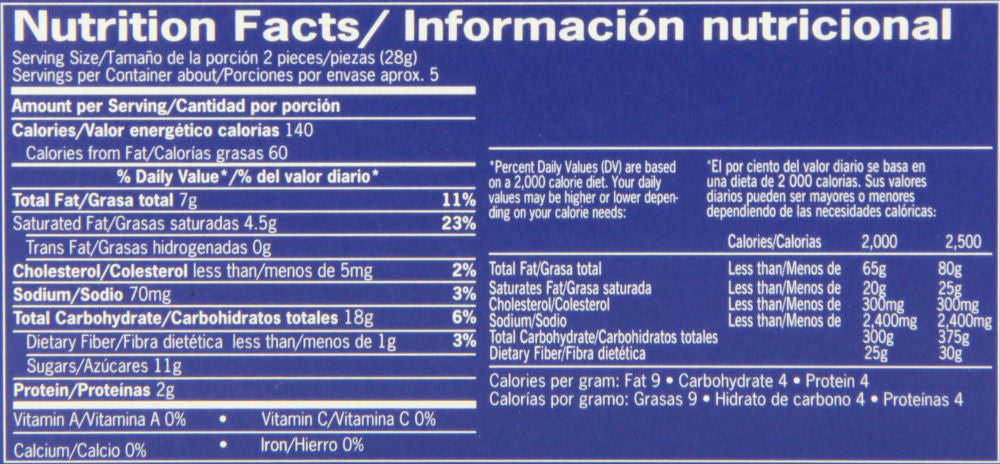 Nutrition Facts/ Información nutricional
Serving Size/Tamaño de la porción 2 pieces/piezas (28g)
Servings per Container about/Porciones por envase aprox. 5
Amount per Serving/Cantidad por porción
Calories/Valor energético calorías 140
Calories from Fat/Calorías grasas 60
% Daily Value*/% del valor diario*
Total Fat/Grasa total 7g 11%
Saturated Fat/Grasas saturadas 4.5g 23%
Trans Fat/Grasas hidrogenadas 0g
Cholesterol/Colesterol less than/menos de 5mg 2%
Sodium/Sodio 70mg 3%
Total Carbohydrate/Carbohidratos totales 18g 6%
Dietary Fiber/Fibra dietética less than/menos de 1g 3%
Sugars/Azúcares 11g
Protein/Proteínas 2g
Vitamin A/Vitamina A 0% • Vitamin C/Vitamina C 0%
Calcium/Calcio 0% • Iron/Hierro 0%
*Percent Daily Values (DV) are based
on a 2,000 calorie diet. Your daily
values may be higher or lower depen-
ding on your calorie needs:
*El por ciento del valor diario se basa en
una dieta de 2 000 calorias. Sus valores
diarios pueden ser mayores o menores
dependiendo de las necesidades calóricas:
Calories/Calorias 2,000 2,500
Total Fat/Grasa total Less than/Menos de 65g 80g
Saturates Fat/Grasa saturada Less than/Menos de 20g 25g
Cholesterol/Colesterol Less than/Menos de 300mg 300mg
Sodium/Sodio Less than/Menos de 2,400mg 2,400mg
Total Carbohydrate/Carbohidratos totales 300g 375g
Dietary Fiber/Fibra dietética 25g 30g
Calories per gram: Fat 9 • Carbohydrate 4 • Protein 4
Calorías por gramo: Grasas 9 • Hidrato de carbono 4 • Proteínas 4